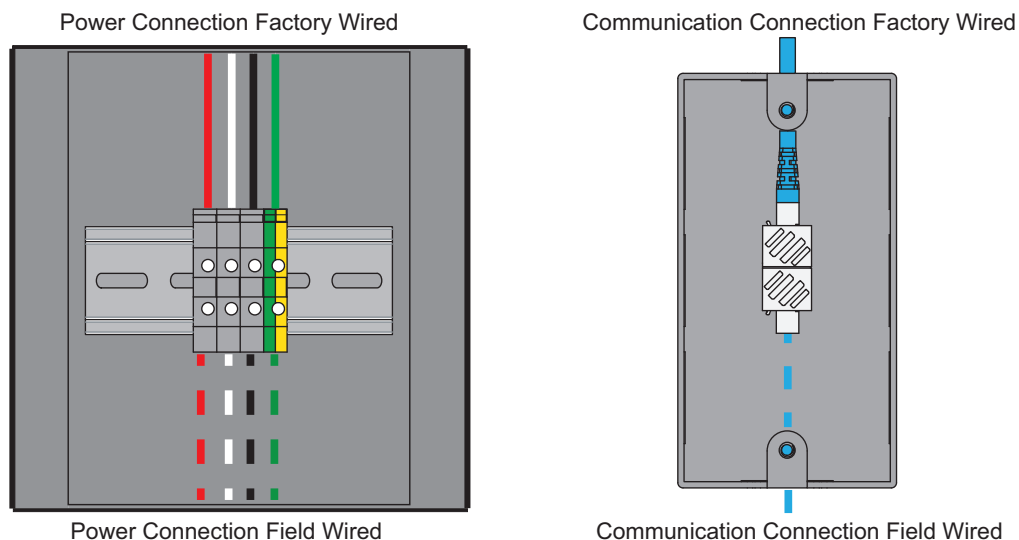 Power Connection Factory Wired
Communication Connection Factory Wired
Power Connection Field Wired
Communication Connection Field Wired